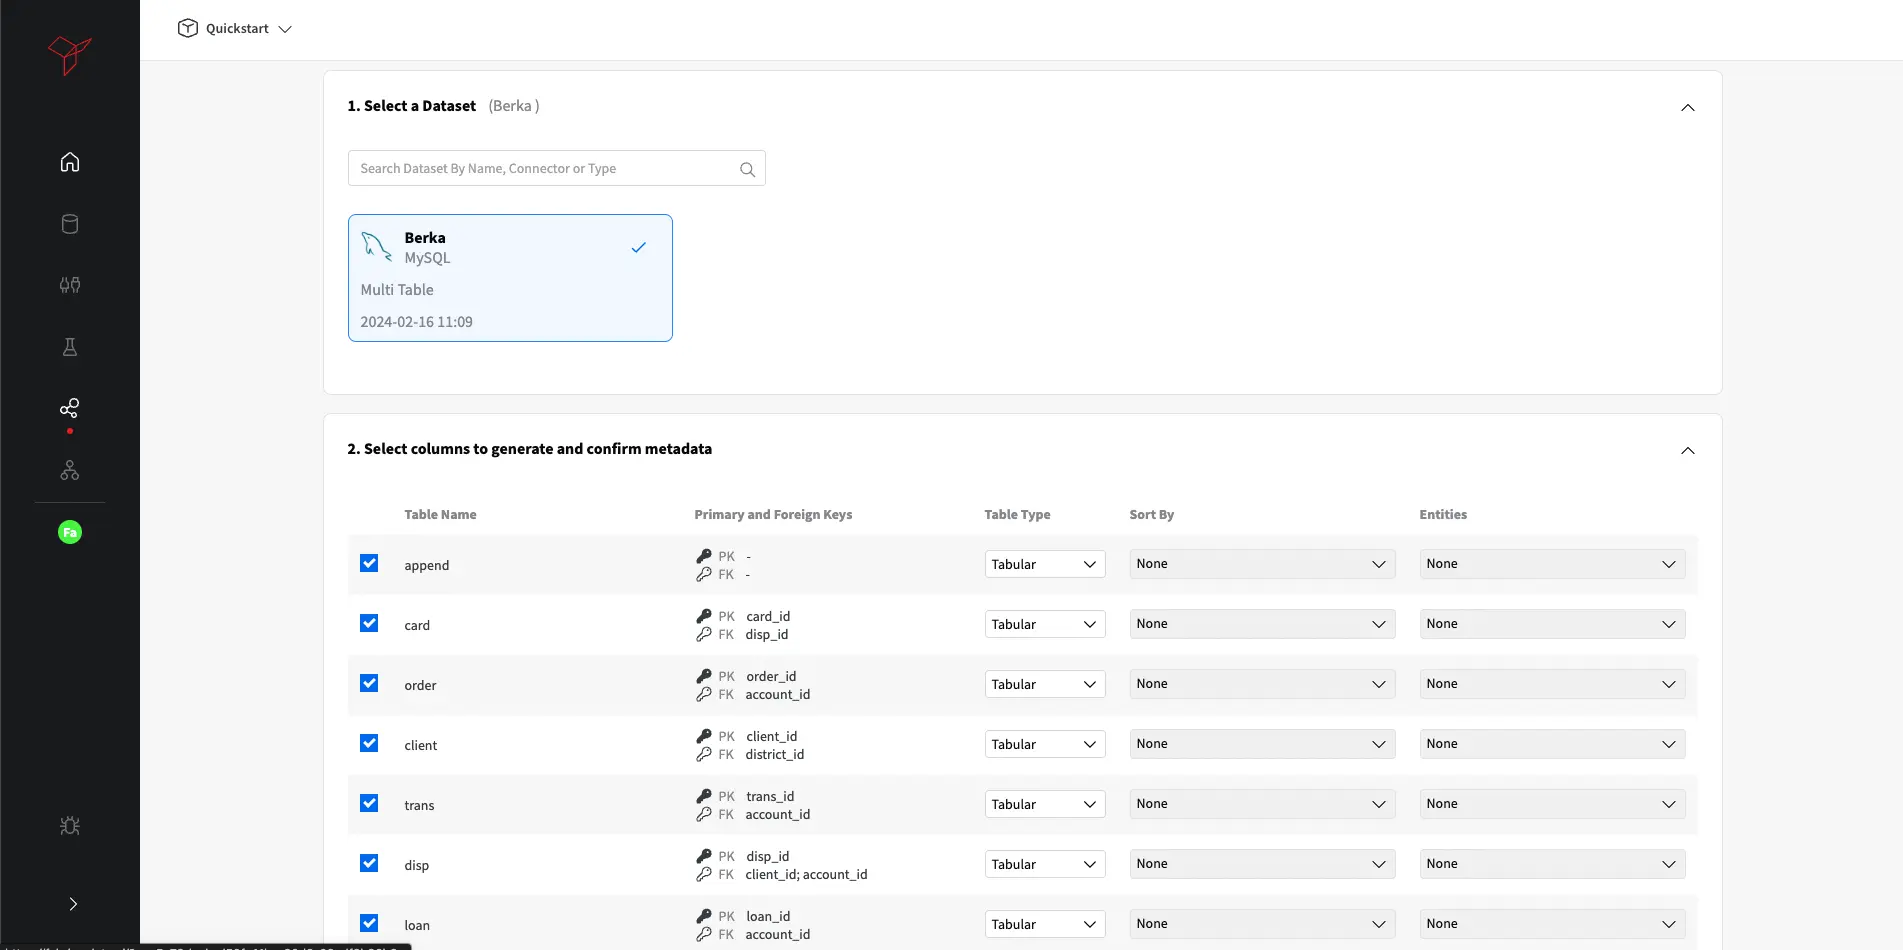 Quickstart
1. Select a Dataset (Berka )
Search Dataset By Name, Connector or Type
Berka
MySQL
Multi Table
2024-02-16 11:09
2. Select columns to generate and confirm metadata
Table Name Primary and Foreign Keys Table Type Sort By Entities
append PK - FK - Tabular None None
card PK card_id FK disp_id Tabular None None
order PK order_id FK account_id Tabular None None
client PK client_id FK district_id Tabular None None
trans PK trans_id FK account_id Tabular None None
disp PK disp_id FK client_id; account_id Tabular None None
loan PK loan_id FK account_id Tabular None None
Fa